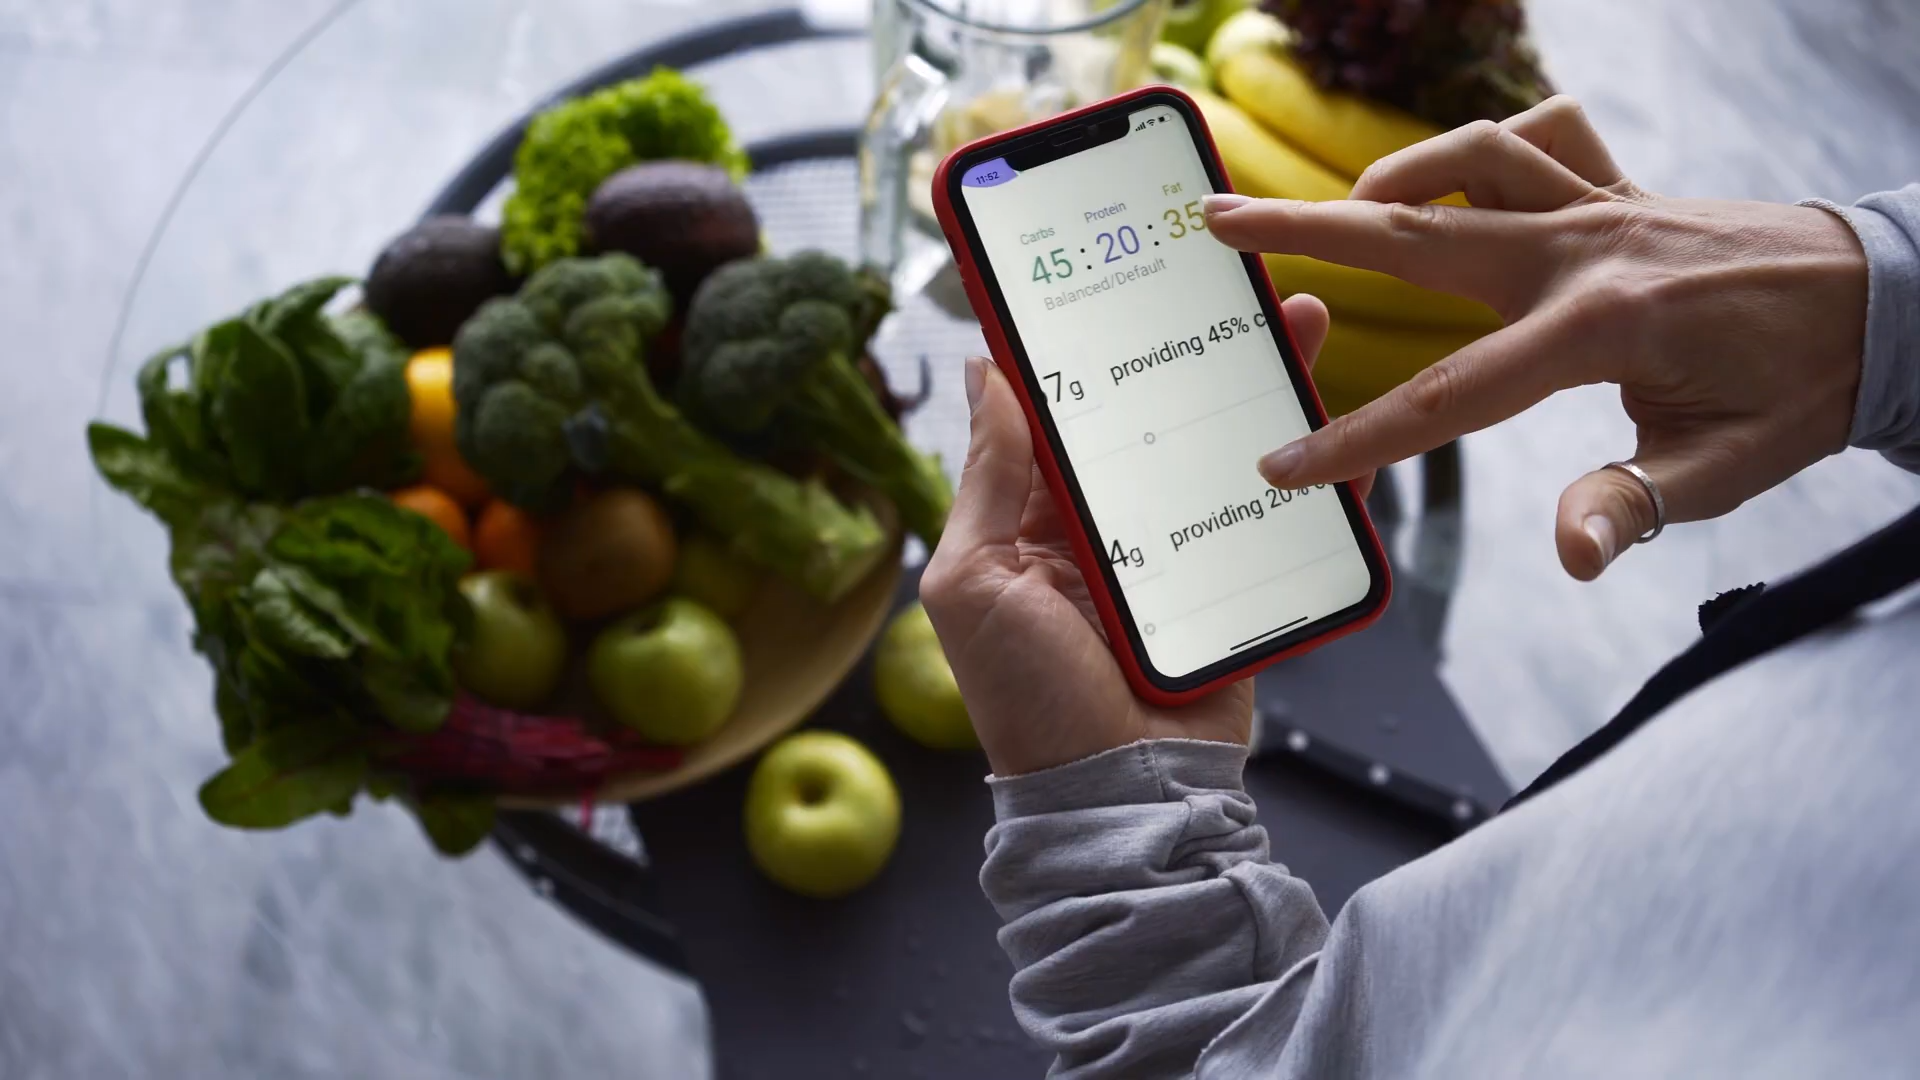 11:52
Carbs Protein Fat
45 : 20 : 35
Balanced/Default
7g providing 45% c
4g providing 20%